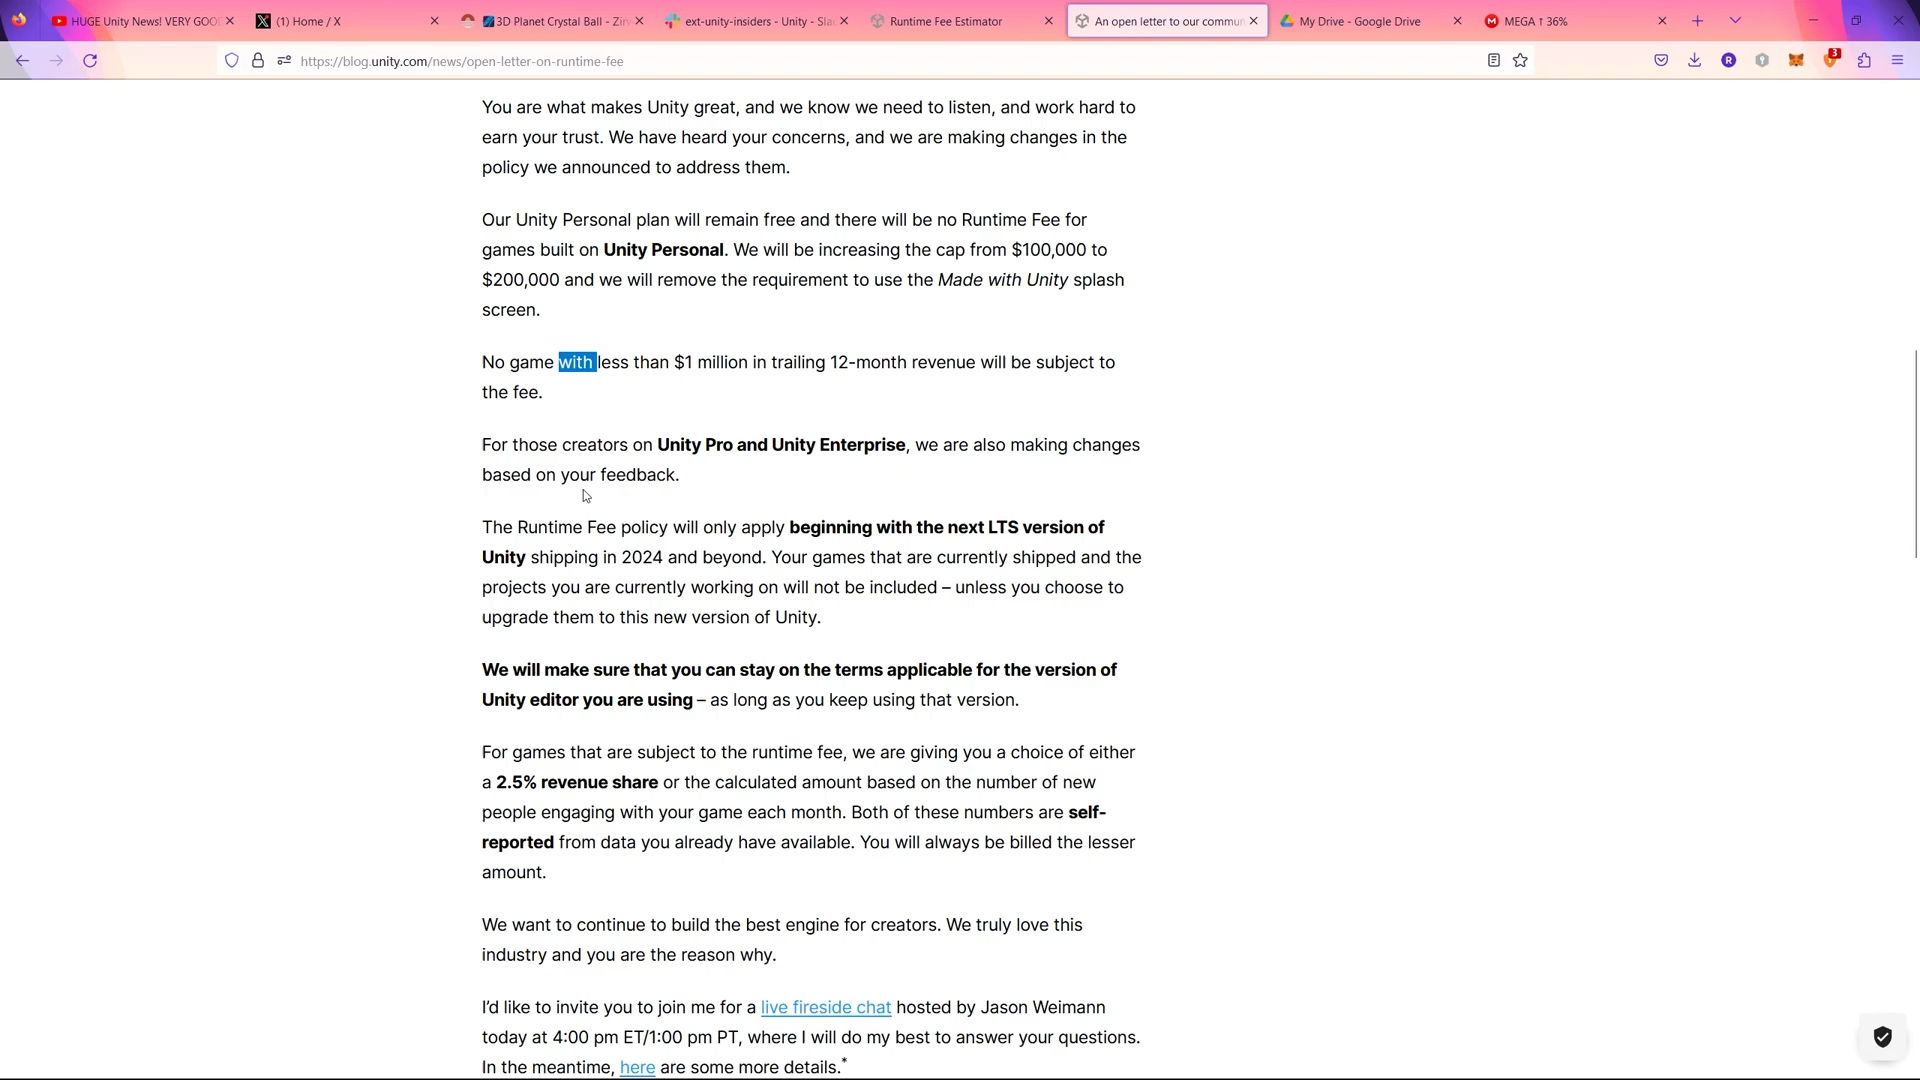 HUGE Unity News! VERY GOO
(1) Home / X
3D Planet Crystal Ball - Zir
ext-unity-insiders - Unity - Sla
Runtime Fee Estimator
An open letter to our commun
My Drive - Google Drive
MEGA ↑ 36%
https://blog.unity.com/news/open-letter-on-runtime-fee
R
3
You are what makes Unity great, and we know we need to listen, and work hard to
earn your trust. We have heard your concerns, and we are making changes in the
policy we announced to address them.
Our Unity Personal plan will remain free and there will be no Runtime Fee for
games built on Unity Personal. We will be increasing the cap from $100,000 to
$200,000 and we will remove the requirement to use the Made with Unity splash
screen.
No game with less than $1 million in trailing 12-month revenue will be subject to
the fee.
For those creators on Unity Pro and Unity Enterprise, we are also making changes
based on your feedback.
The Runtime Fee policy will only apply beginning with the next LTS version of
Unity shipping in 2024 and beyond. Your games that are currently shipped and the
projects you are currently working on will not be included – unless you choose to
upgrade them to this new version of Unity.
We will make sure that you can stay on the terms applicable for the version of
Unity editor you are using – as long as you keep using that version.
For games that are subject to the runtime fee, we are giving you a choice of either
a 2.5% revenue share or the calculated amount based on the number of new
people engaging with your game each month. Both of these numbers are self-
reported from data you already have available. You will always be billed the lesser
amount.
We want to continue to build the best engine for creators. We truly love this
industry and you are the reason why.
I'd like to invite you to join me for a live fireside chat hosted by Jason Weimann
today at 4:00 pm ET/1:00 pm PT, where I will do my best to answer your questions.
In the meantime, here are some more details.*